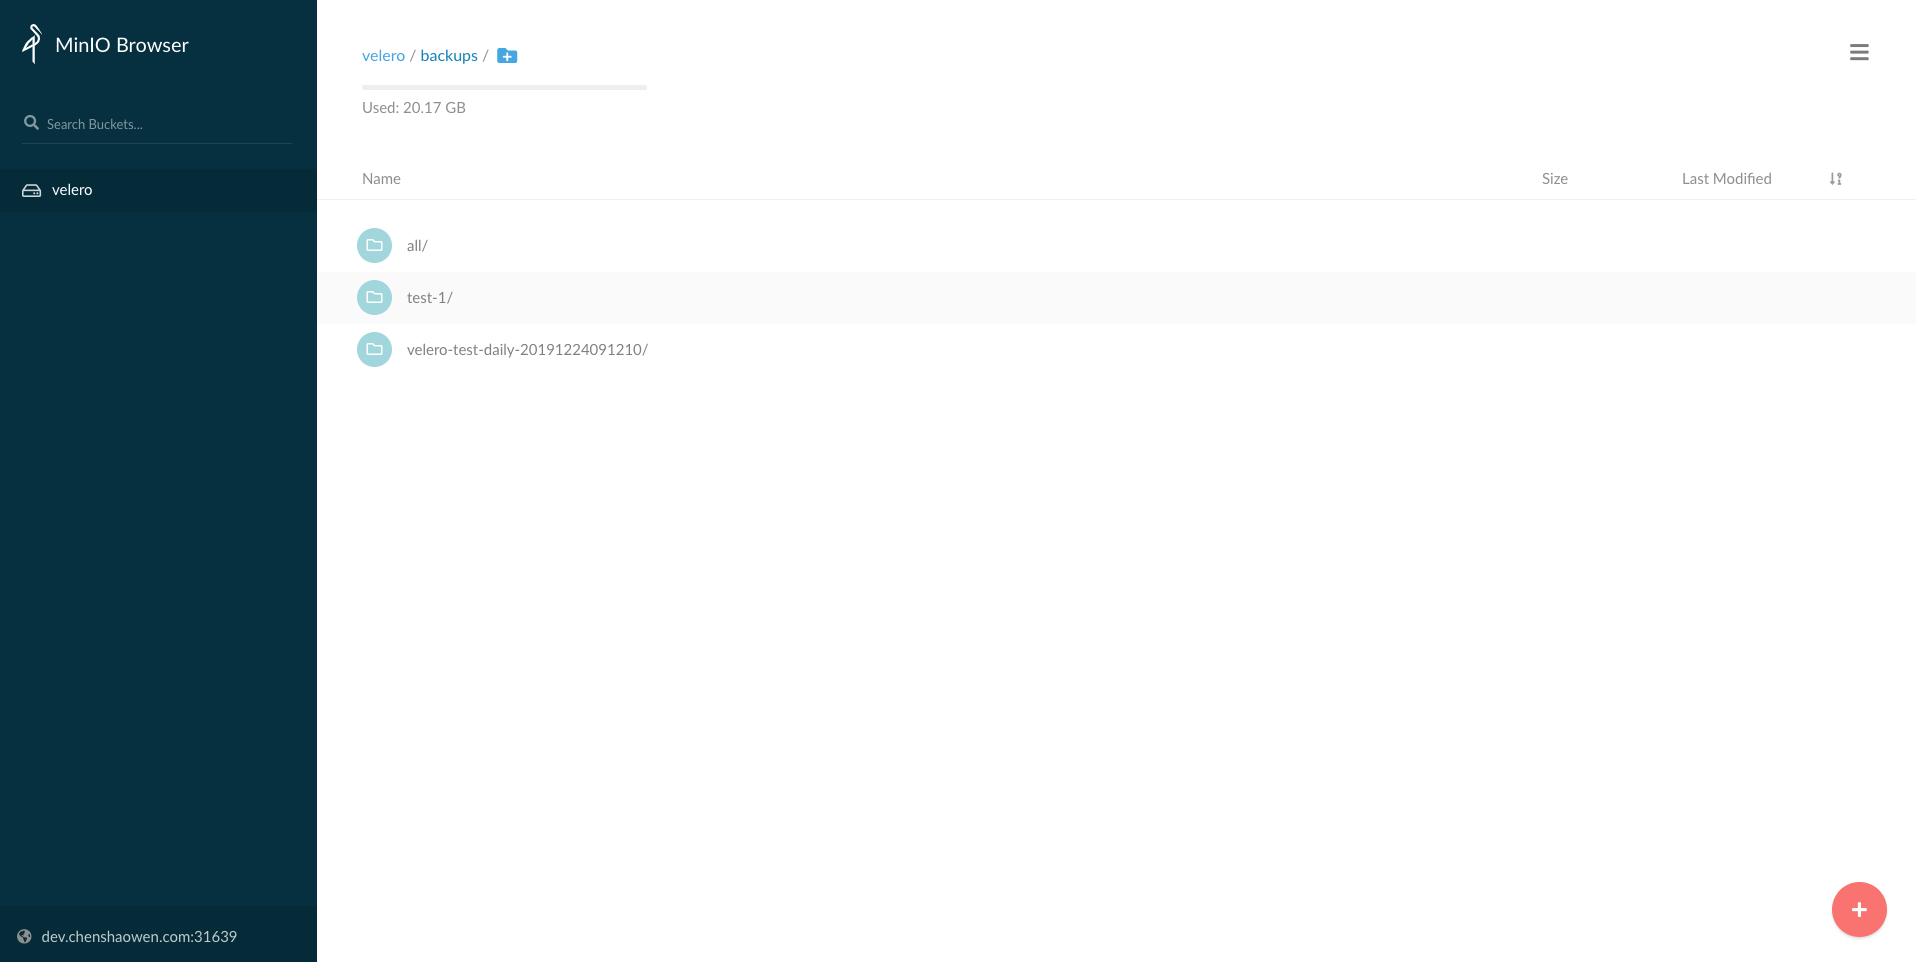 MinIO Browser
Search Buckets...
velero
dev.chenshaowen.com:31639
velero / backups /
Used: 20.17 GB
Name Size Last Modified
all/
test-1/
velero-test-daily-20191224091210/